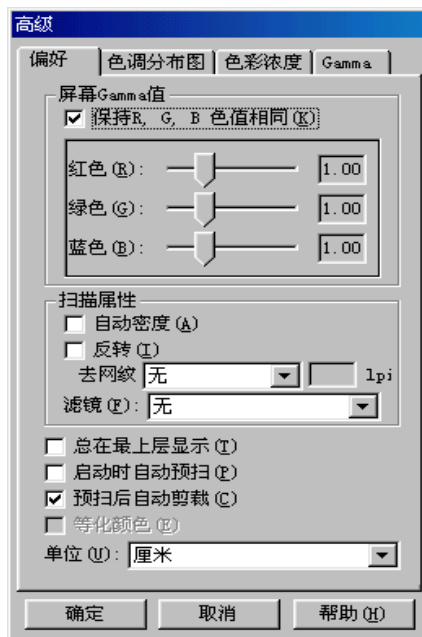 高级
偏好 色调分布图 色彩浓度 Gamma
屏幕Gamma值
保持R, G, B 色值相同(K)
红色(R): 1.00
绿色(G): 1.00
蓝色(B): 1.00
扫描属性
自动密度(A)
反转(I)
去网纹 无 lpi
滤镜(F): 无
总在最上层显示(T)
启动时自动预扫(P)
预扫后自动剪裁(C)
等化颜色(E)
单位(U): 厘米
确定 取消 帮助(H)